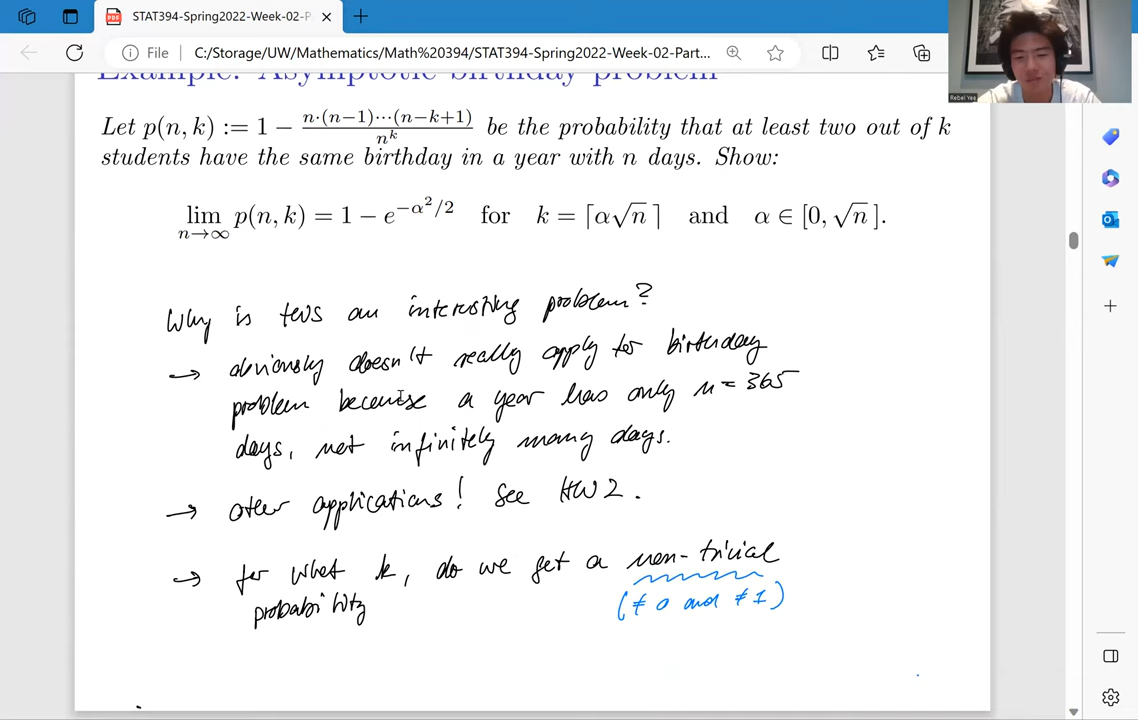 STAT394-Spring2022-Week-02-P
File
C:/Storage/UW/Mathematics/Math%20394/STAT394-Spring2022-Week-02-Part...
Rebel Yee
Example: Asymptotic birthday problem
Let p(n, k) := 1 − n·(n−1)···(n−k+1) / n^k be the probability that at least two out of k
students have the same birthday in a year with n days. Show:
lim n→∞ p(n, k) = 1 − e^{−α²/2} for k = ⌈α√n⌉ and α ∈ [0, √n].
Why is this an interesting problem?
→ obviously doesn't really apply for birthday
problem because a year has only n = 365
days, not infinitely many days.
→ other applications! See HW2.
→ for what k, do we get a non-trivial
probability
(≠ 0 and ≠ 1)